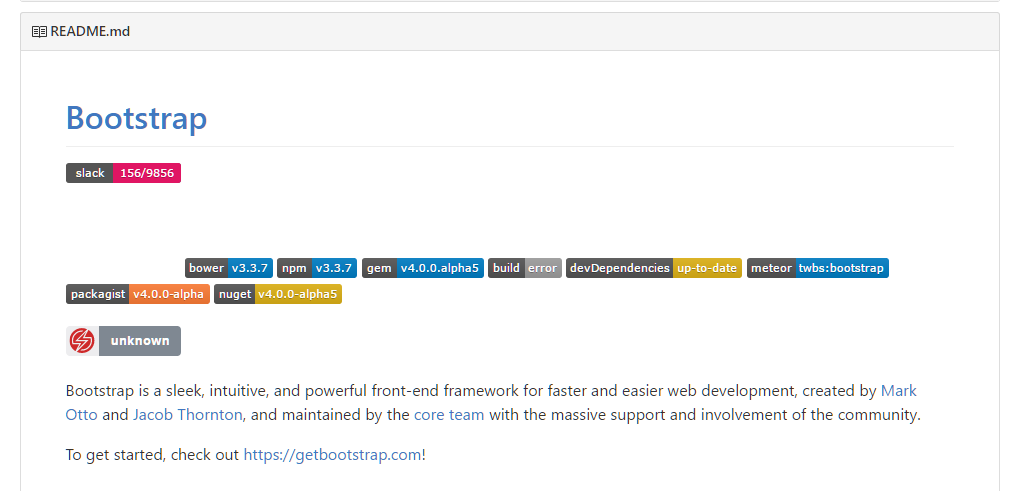 README.md
Bootstrap
slack 156/9856
bower v3.3.7 npm v3.3.7 gem v4.0.0.alpha5 build error devDependencies up-to-date meteor twbs:bootstrap
packagist v4.0.0-alpha nuget v4.0.0-alpha5
unknown
Bootstrap is a sleek, intuitive, and powerful front-end framework for faster and easier web development, created by Mark
Otto and Jacob Thornton, and maintained by the core team with the massive support and involvement of the community.
To get started, check out https://getbootstrap.com!